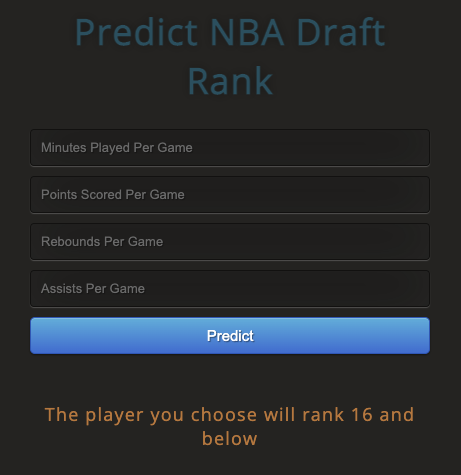 Predict NBA Draft
Rank
Minutes Played Per Game
Points Scored Per Game
Rebounds Per Game
Assists Per Game
Predict
The player you choose will rank 16 and
below